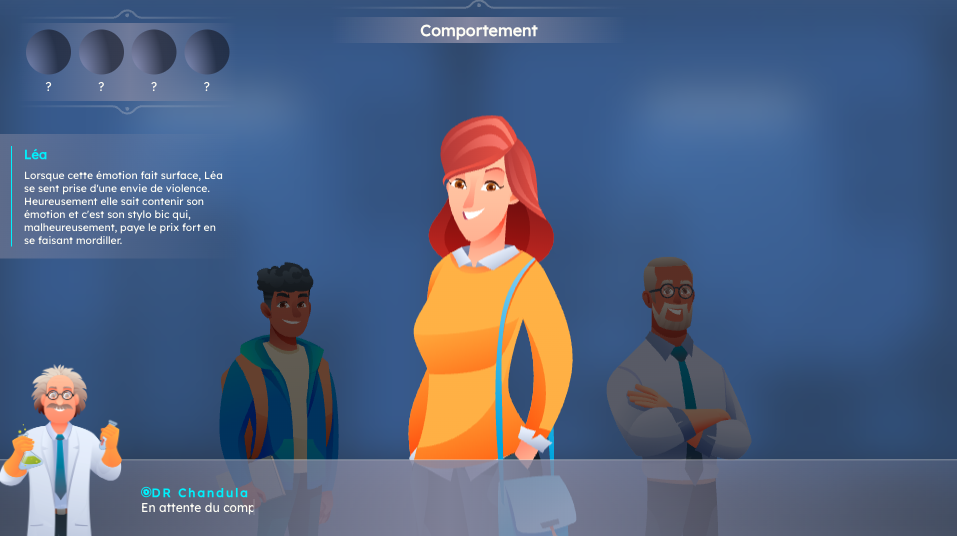 Comportement
? ? ? ?
Léa
Lorsque cette émotion fait surface, Léa
se sent prise d'une envie de violence.
Heureusement elle sait contenir son
émotion et c'est son stylo bic qui,
malheureusement, paye le prix fort en
se faisant mordiller.
DR Chandula
En attente du comp